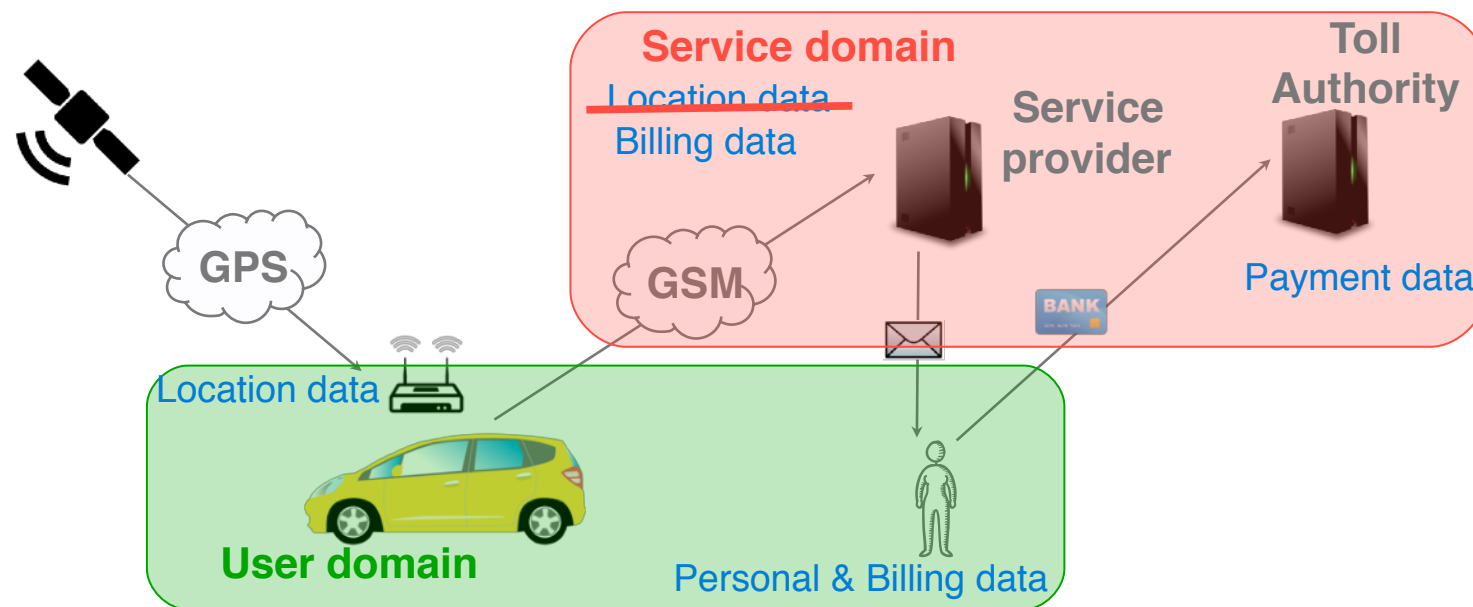 Service domain
Location data
Billing data
Service
provider
Toll
Authority
GPS
GSM
Payment data
BANK
Location data
User domain
Personal & Billing data